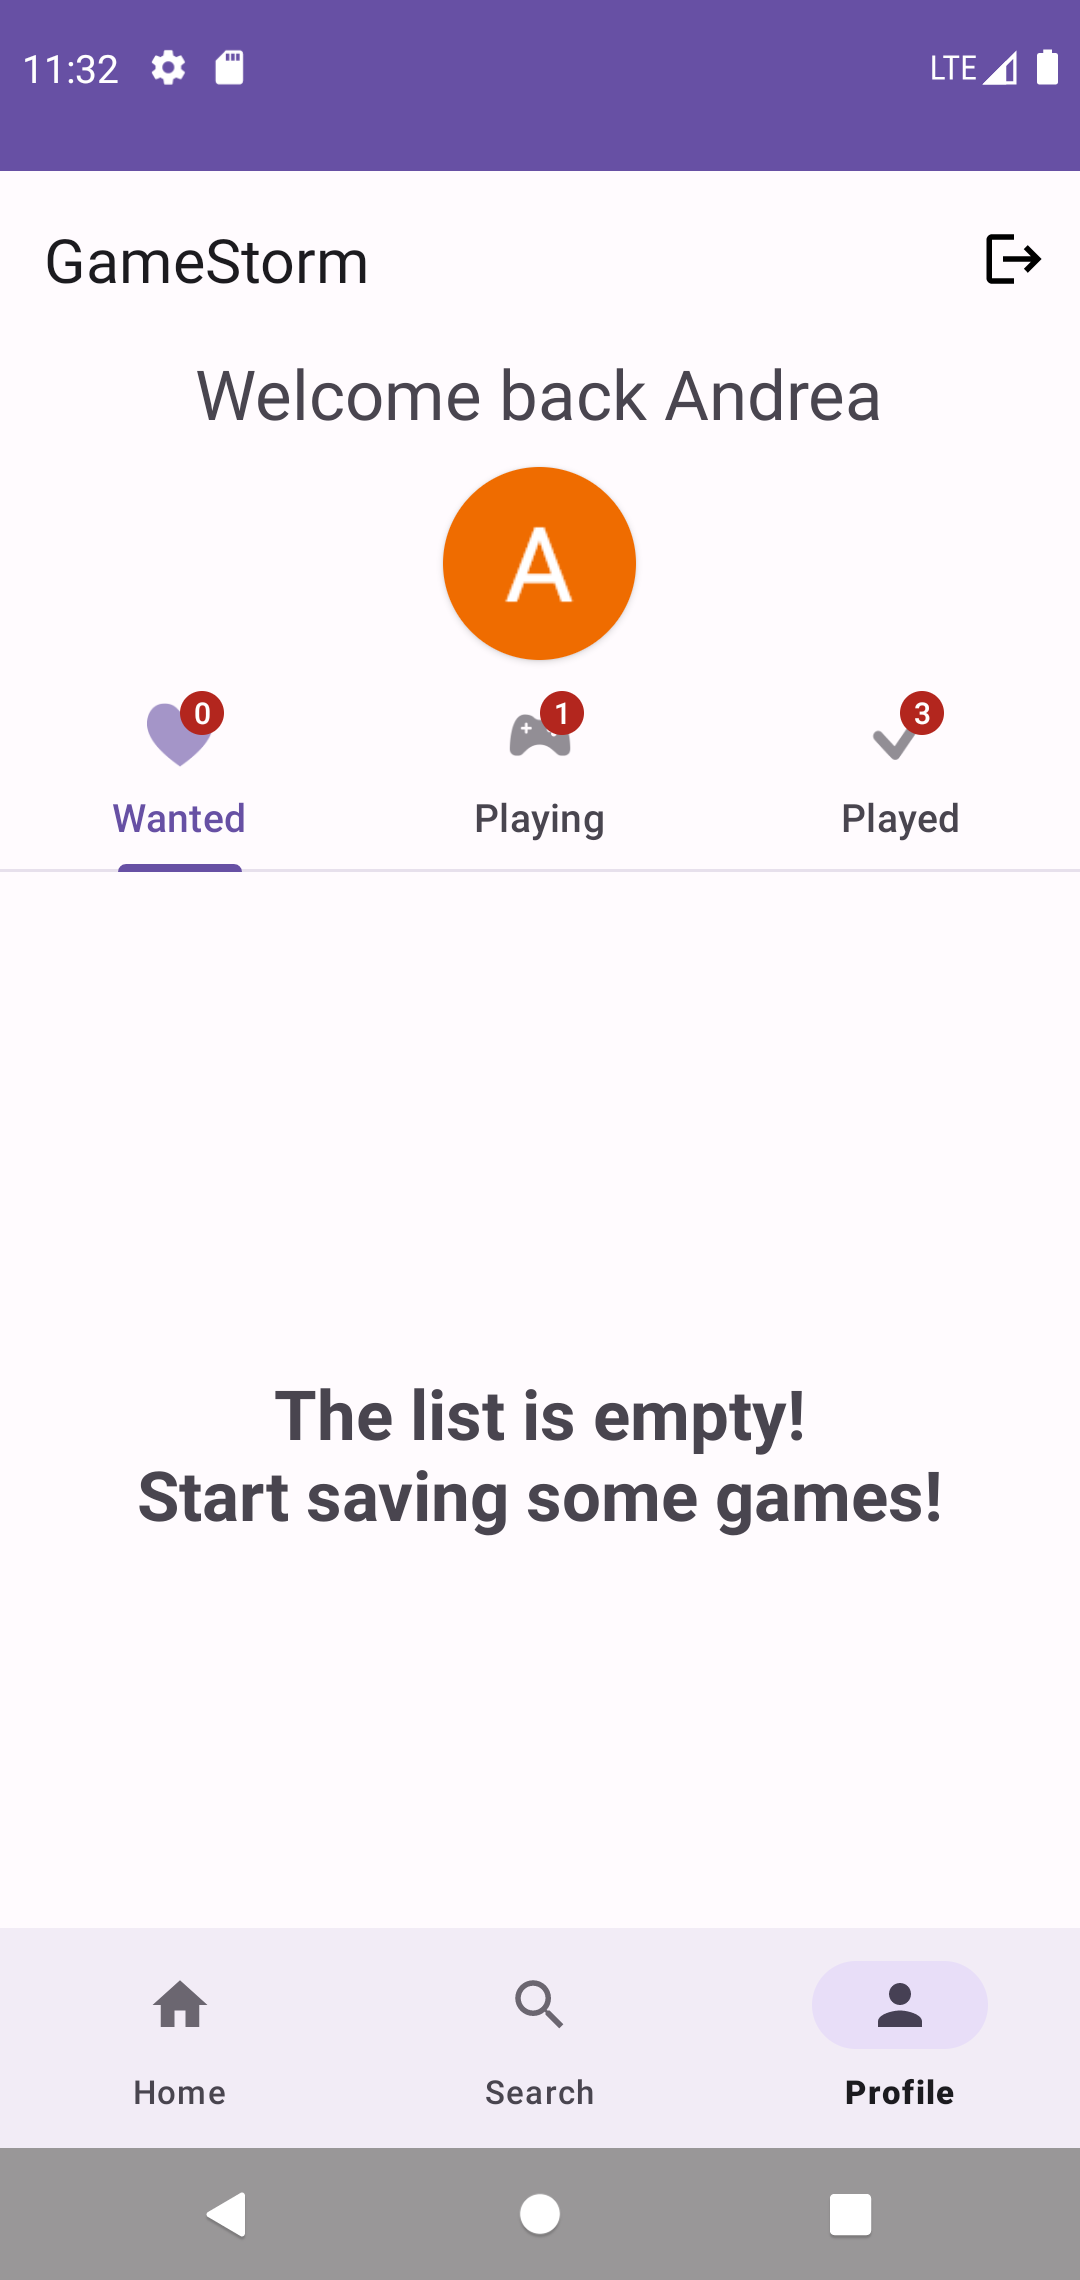 11:32 LTE
GameStorm
Welcome back Andrea
A
0 1 3
Wanted Playing Played
The list is empty!
Start saving some games!
Home Search Profile